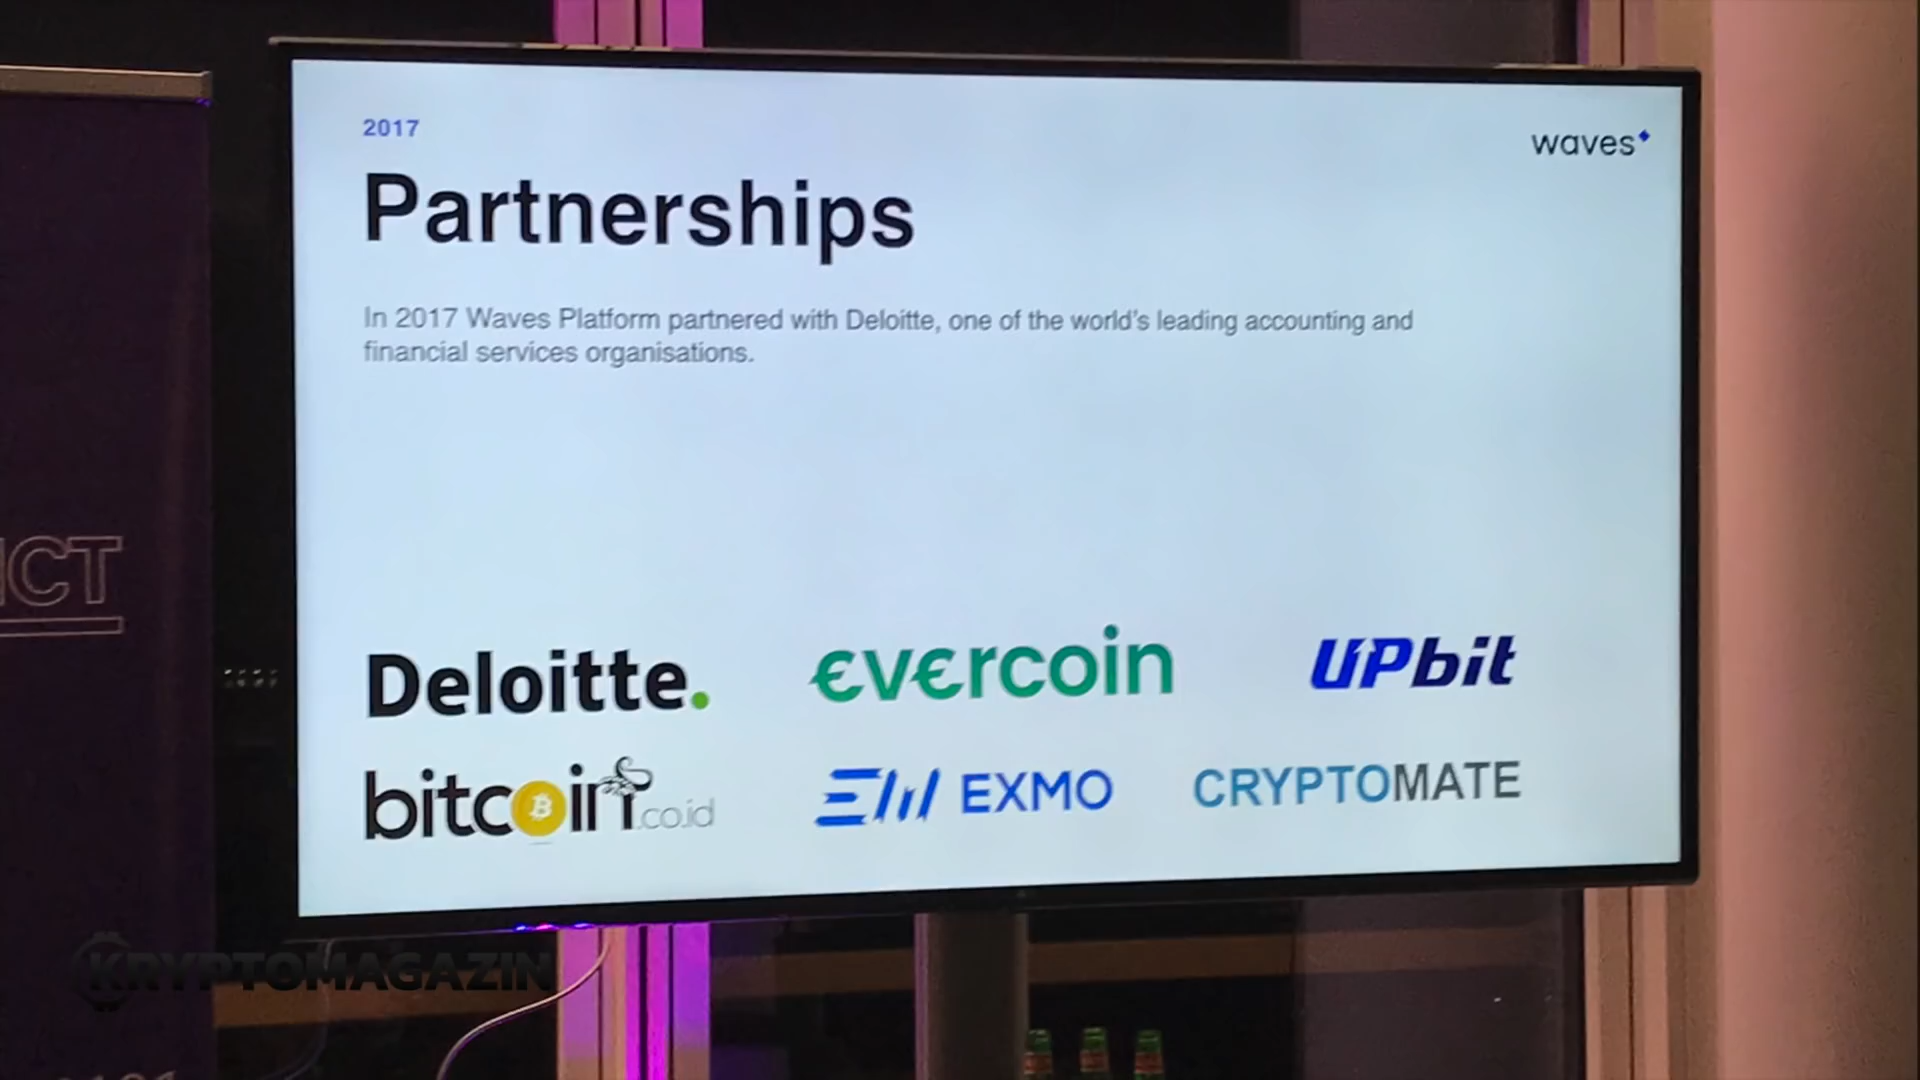 2017
waves
Partnerships
In 2017 Waves Platform partnered with Deloitte, one of the world's leading accounting and
financial services organisations.
Deloitte.
evercoin
UPbit
bitcoin.co.id
EXMO
CRYPTOMATE
ICT
KRYPTOMAGAZIN